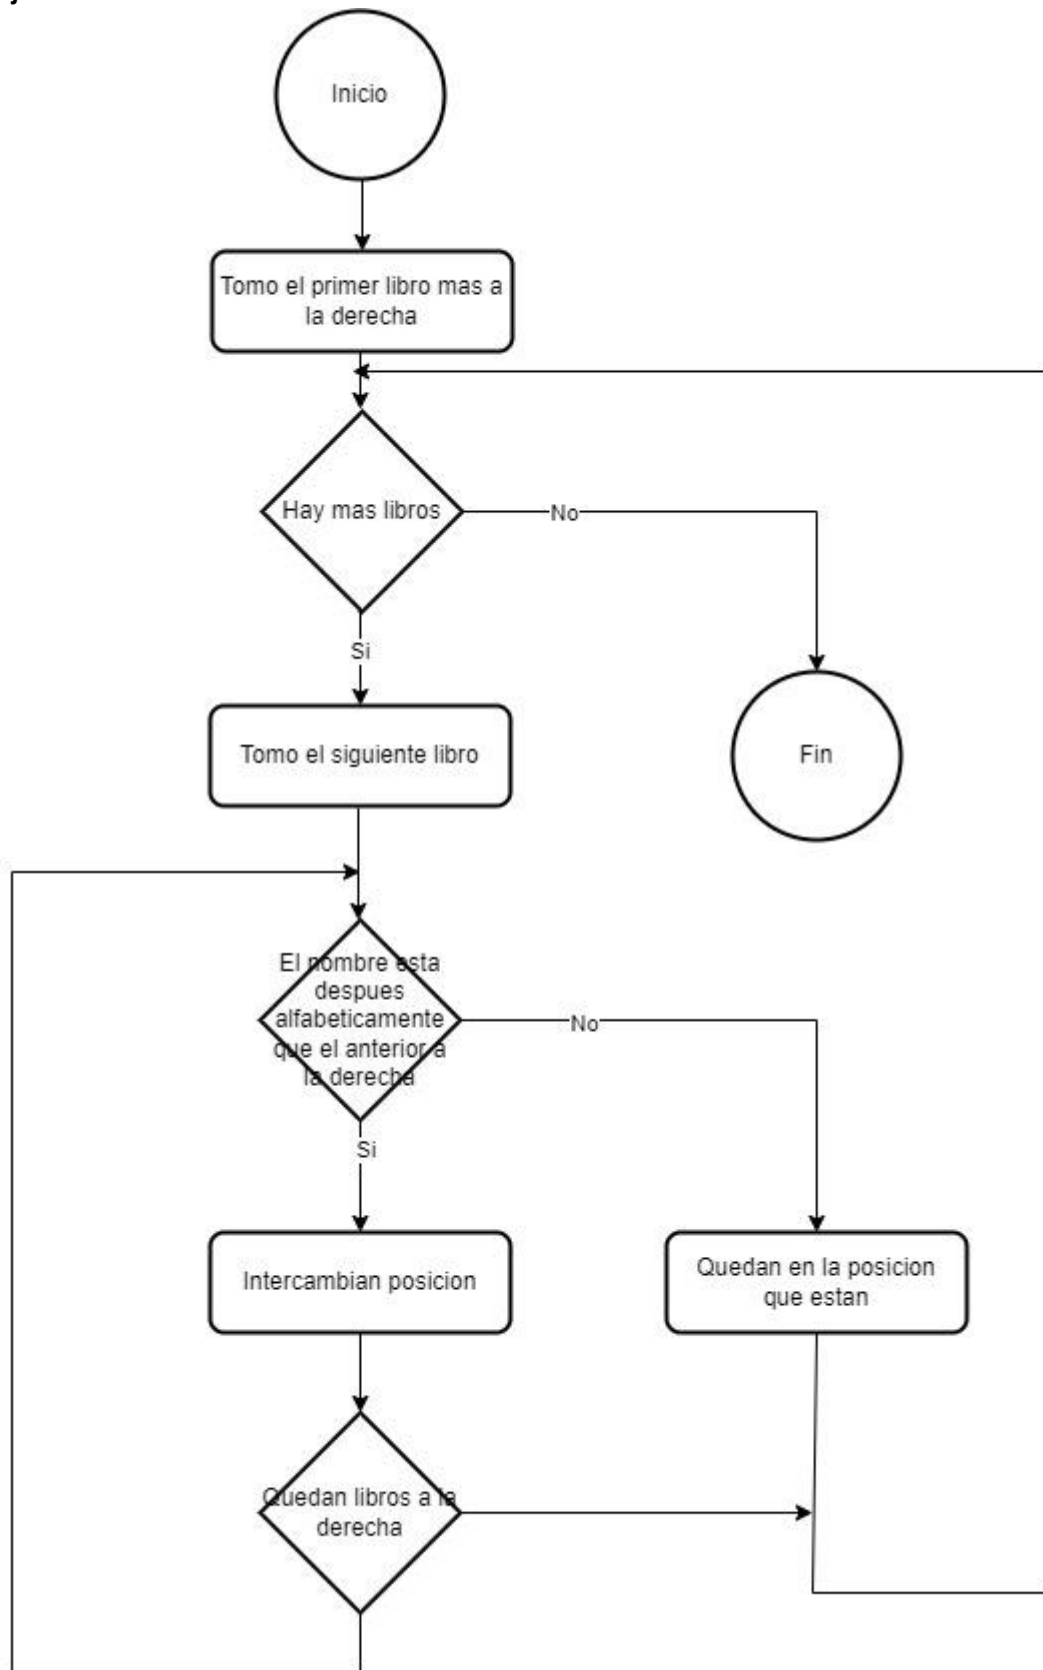 Inicio
Tomo el primer libro mas a
la derecha
Hay mas libros
No
Si
Tomo el siguiente libro
Fin
El nombre esta
despues
alfabeticamente
que el anterior a
la derecha
No
Si
Intercambian posicion
Quedan en la posicion
que estan
Quedan libros a la
derecha